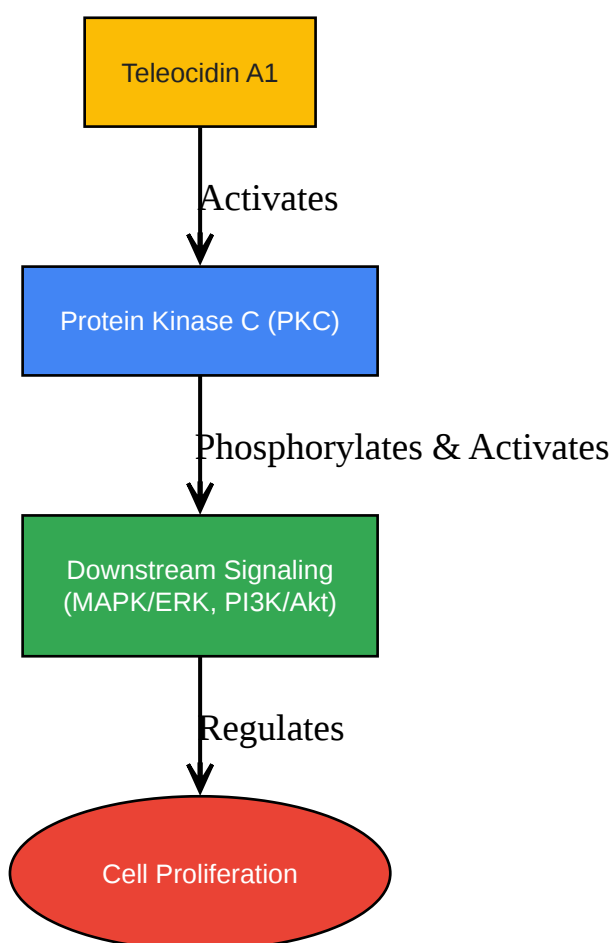 Teleocidin A1
Activates
Protein Kinase C (PKC)
Phosphorylates & Activates
Downstream Signaling
(MAPK/ERK, PI3K/Akt)
Regulates
Cell Proliferation